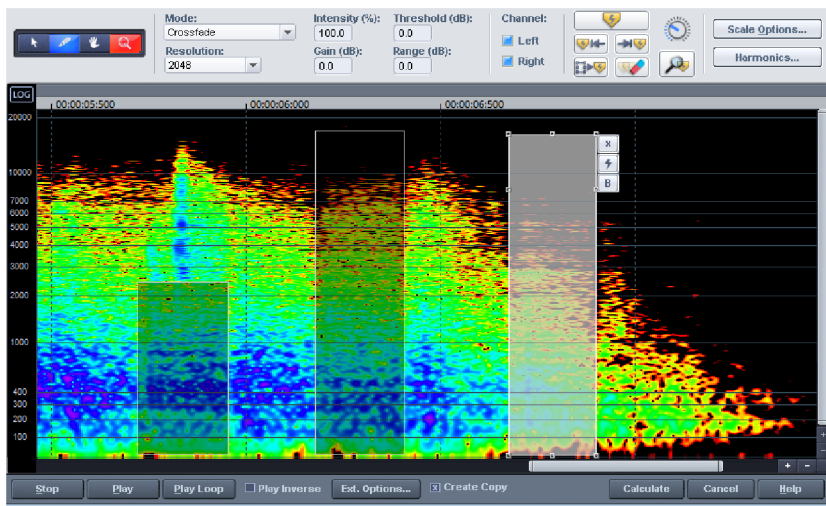 Mode:
Crossfade
Resolution:
2048
Intensity (%):
100.0
Gain (dB):
0.0
Threshold (dB):
0.0
Range (dB):
0.0
Channel:
Left
Right
Scale Options...
Harmonics...
LOG
00:00:05:500 00:00:06:000 00:00:06:500
20000
10000
7000
6000
5000
4000
3000
2000
1000
400
300
200
100
x
B
Stop Play Play Loop Play Inverse Ext. Options... x Create Copy Calculate Cancel Help